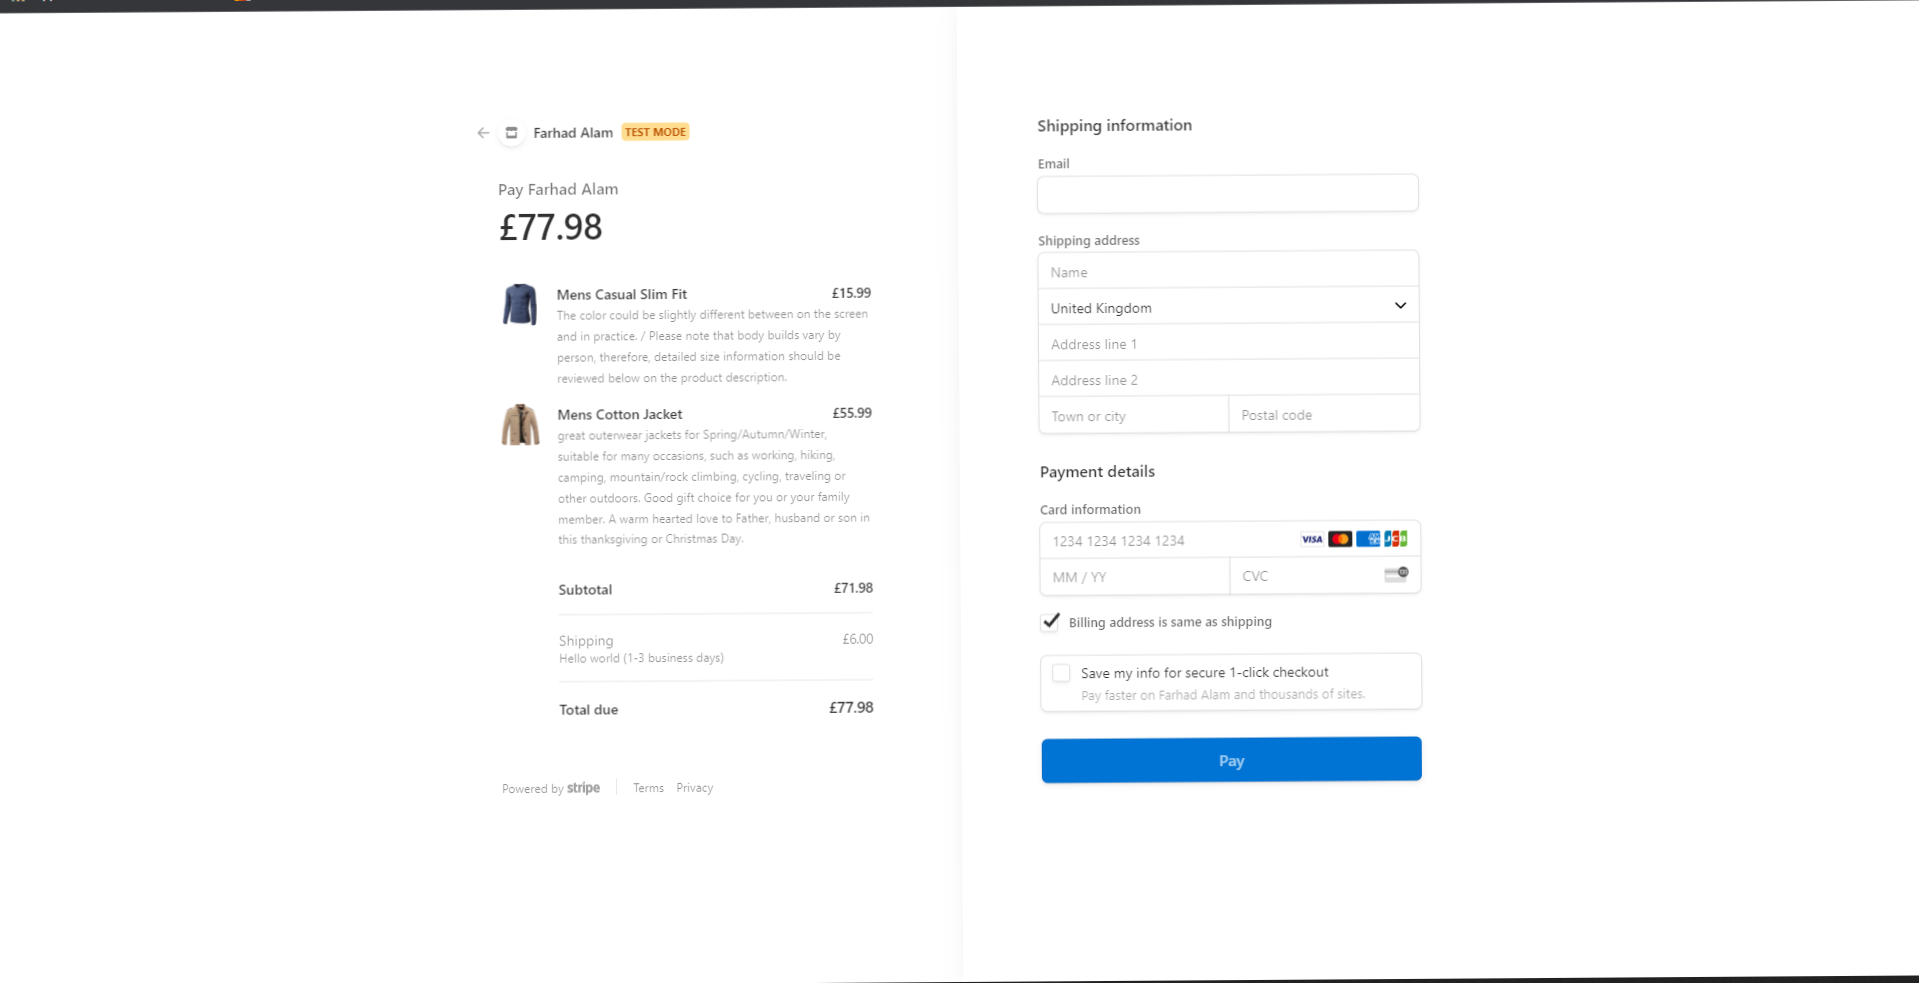 Farhad Alam TEST MODE
Pay Farhad Alam
£77.98
Mens Casual Slim Fit £15.99
The color could be slightly different between on the screen
and in practice. / Please note that body builds vary by
person, therefore, detailed size information should be
reviewed below on the product description.
Mens Cotton Jacket £55.99
great outerwear jackets for Spring/Autumn/Winter,
suitable for many occasions, such as working, hiking,
camping, mountain/rock climbing, cycling, traveling or
other outdoors. Good gift choice for you or your family
member. A warm hearted love to Father, husband or son in
this thanksgiving or Christmas Day.
Subtotal £71.98
Shipping £6.00
Hello world (1-3 business days)
Total due £77.98
Powered by stripe Terms Privacy
Shipping information
Email
Shipping address
Name
United Kingdom
Address line 1
Address line 2
Town or city Postal code
Payment details
Card information
1234 1234 1234 1234 VISA JCB
MM / YY CVC
Billing address is same as shipping
Save my info for secure 1-click checkout
Pay faster on Farhad Alam and thousands of sites.
Pay